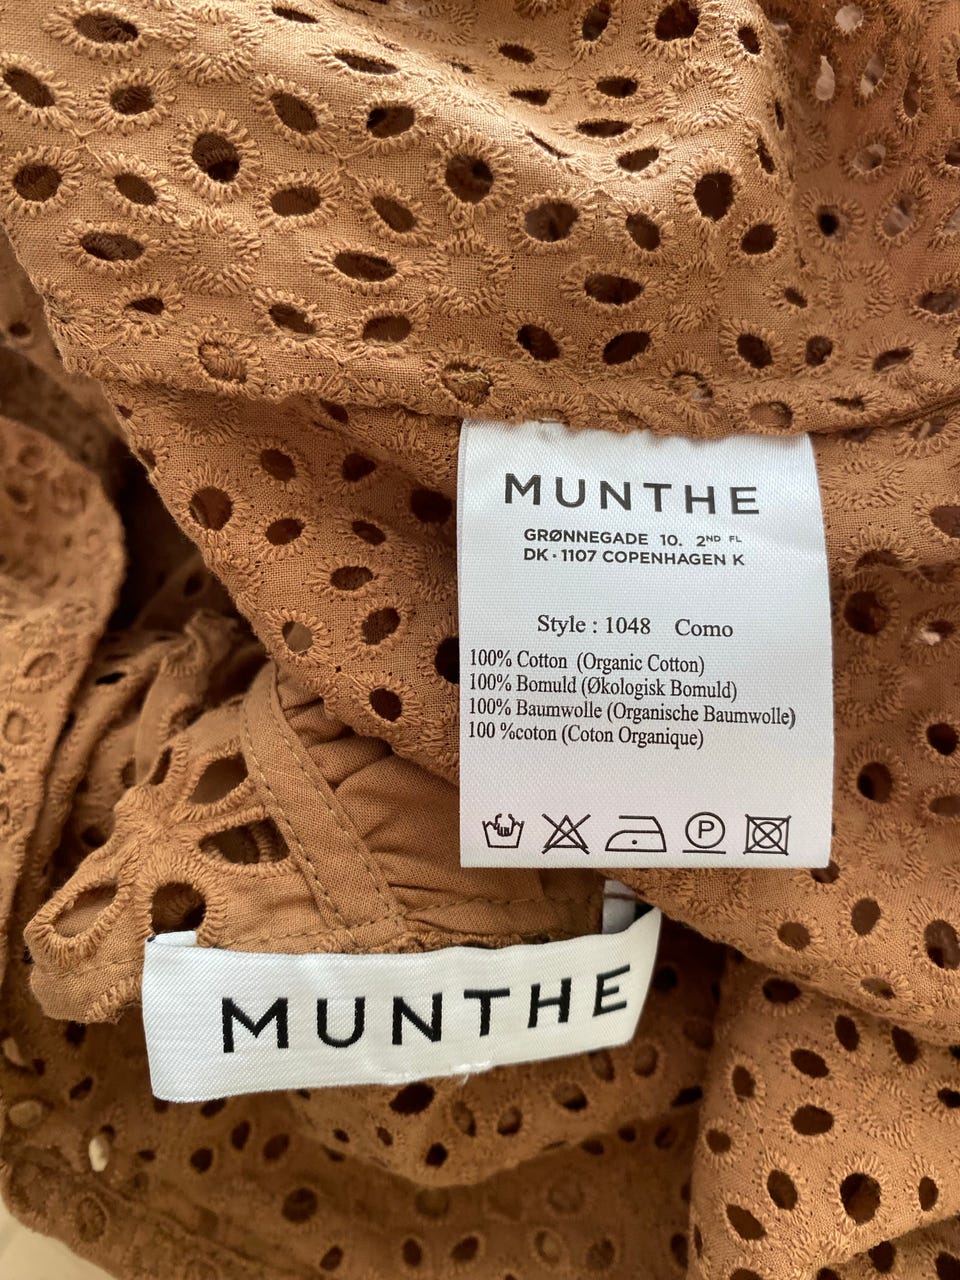 MUNTHE
GRØNNEGADE 10. 2ND FL
DK · 1107 COPENHAGEN K
Style : 1048 Como
100% Cotton (Organic Cotton)
100% Bomuld (Økologisk Bomuld)
100% Baumwolle (Organische Baumwolle)
100 %coton (Coton Organique)
P
MUNTHE